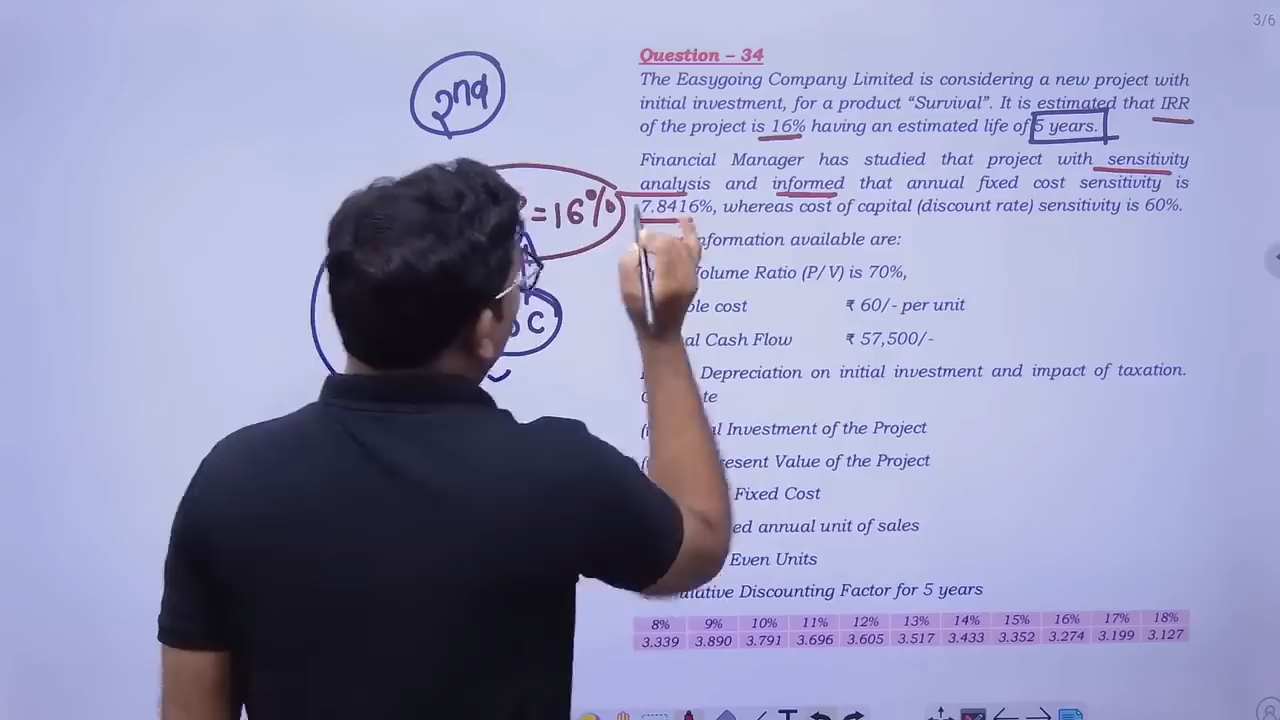 3/6
2nd
Question – 34
The Easygoing Company Limited is considering a new project with
initial investment, for a product “Survival”. It is estimated that IRR
of the project is 16% having an estimated life of 5 years.
Financial Manager has studied that project with sensitivity
analysis and informed that annual fixed cost sensitivity is
=16%
7.8416%, whereas cost of capital (discount rate) sensitivity is 60%.
nformation available are:
olume Ratio (P/V) is 70%,
ble cost ₹ 60/- per unit
al Cash Flow ₹ 57,500/-
C
Depreciation on initial investment and impact of taxation.
te
al Investment of the Project
esent Value of the Project
Fixed Cost
ed annual unit of sales
Even Units
ulative Discounting Factor for 5 years
8% 9% 10% 11% 12% 13% 14% 15% 16% 17% 18%
3.339 3.890 3.791 3.696 3.605 3.517 3.433 3.352 3.274 3.199 3.127